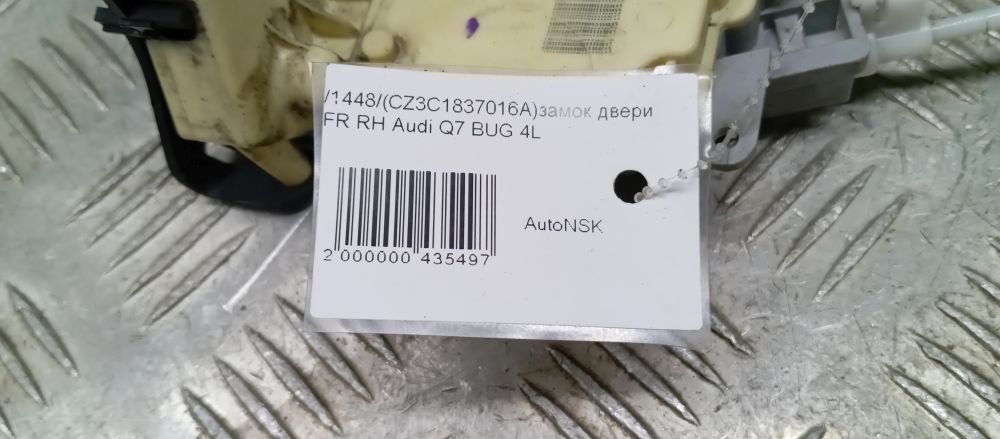 /1448/(CZ3C1837016A)замок двери
FR RH Audi Q7 BUG 4L
AutoNSK
2 000000 435497